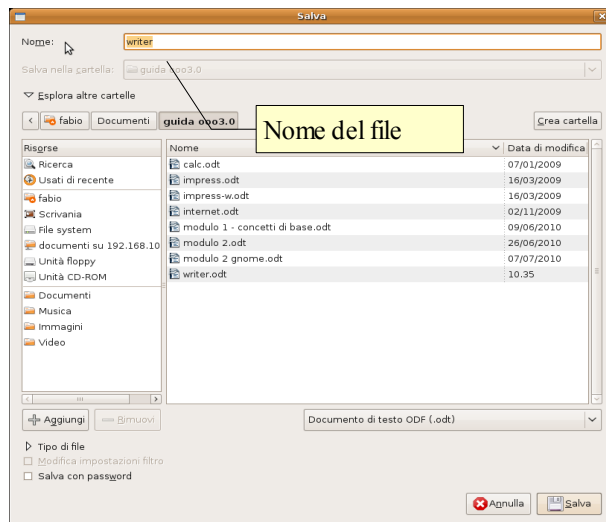 Salva
Nome: writer
Salva nella cartella: guida ooo3.0
Esplora altre cartelle
fabio Documenti guida ooo3.0 Crea cartella
Nome del file
Risorse Nome Data di modifica
Ricerca calc.odt 07/01/2009
Usati di recente impress.odt 16/03/2009
fabio impress-w.odt 16/03/2009
Scrivania internet.odt 02/11/2009
File system modulo 1 - concetti di base.odt 09/06/2010
documenti su 192.168.10 modulo 2.odt 26/06/2010
Unità floppy modulo 2 gnome.odt 07/07/2010
Unità CD-ROM writer.odt 10.35
Documenti
Musica
Immagini
Video
Aggiungi Rimuovi Documento di testo ODF (.odt)
Tipo di file
Modifica impostazioni filtro
Salva con password
Annulla Salva